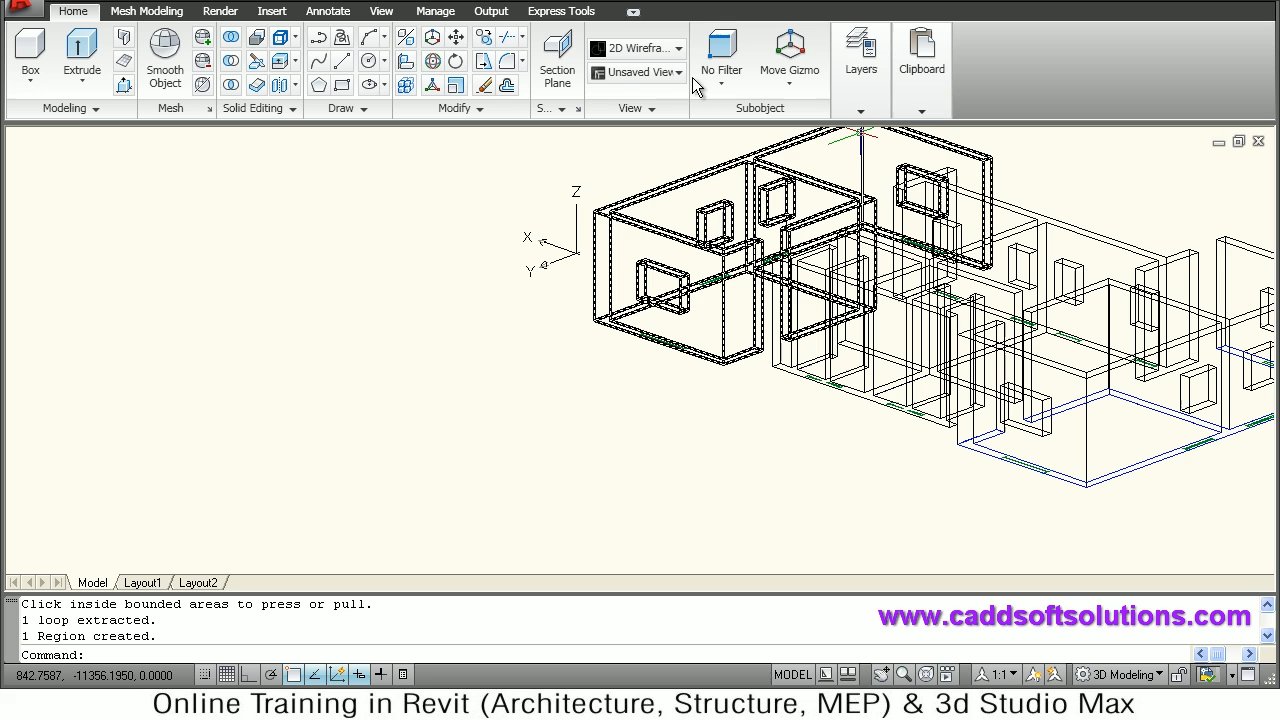 Home Mesh Modeling Render Insert Annotate View Manage Output Express Tools
Box Extrude Smooth Object Section Plane 2D Wirefra... Unsaved View No Filter Move Gizmo Layers Clipboard
Modeling Mesh Solid Editing Draw Modify S... View Subobject
Z
X
Y
Model Layout1 Layout2
Click inside bounded areas to press or pull.
1 loop extracted.
1 Region created.
Command:
www.caddsoftsolutions.com
842.7587, -11356.1950, 0.0000 MODEL 1:1 3D Modeling
Online Training in Revit (Architecture, Structure, MEP) & 3d Studio Max